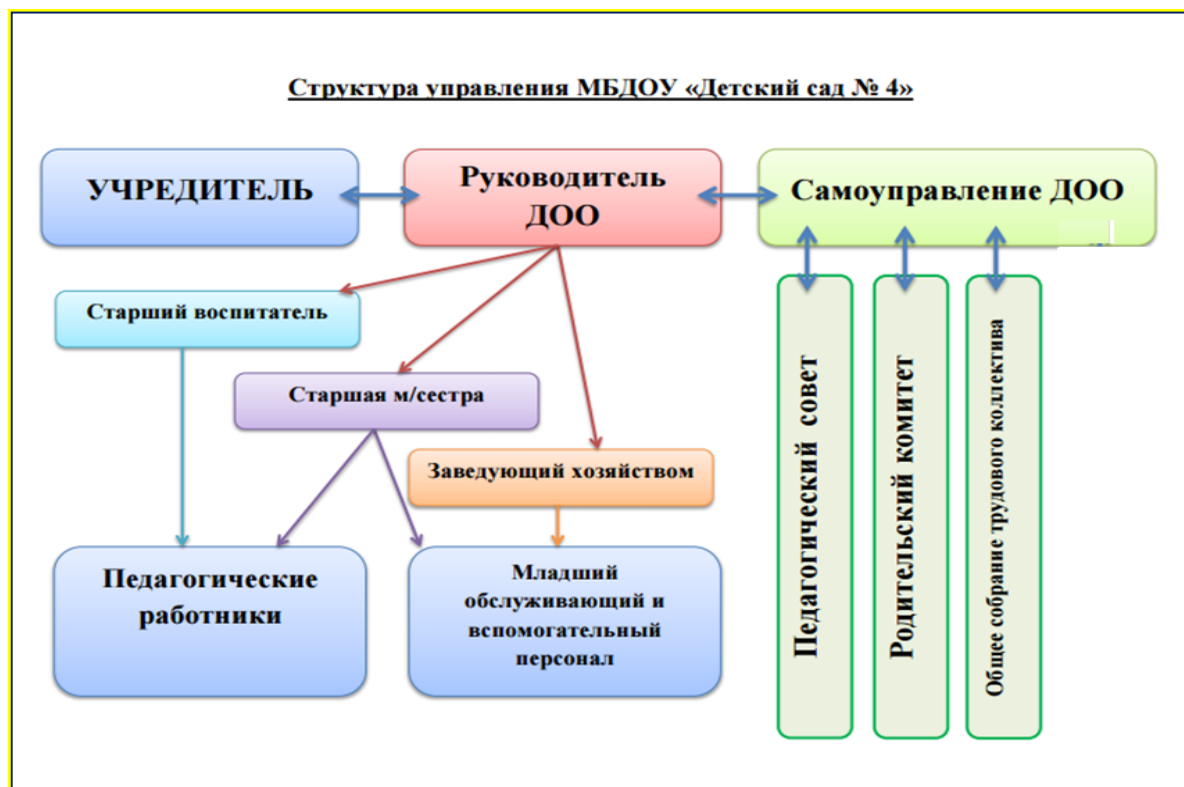 Структура управления МБДОУ «Детский сад № 4»
УЧРЕДИТЕЛЬ
Руководитель
ДОО
Самоуправление ДОО
Старший воспитатель
Старшая м/сестра
Заведующий хозяйством
Педагогические
работники
Младший
обслуживающий и
вспомогательный
персонал
Педагогический совет
Родительский комитет
Общее собрание трудового коллектива